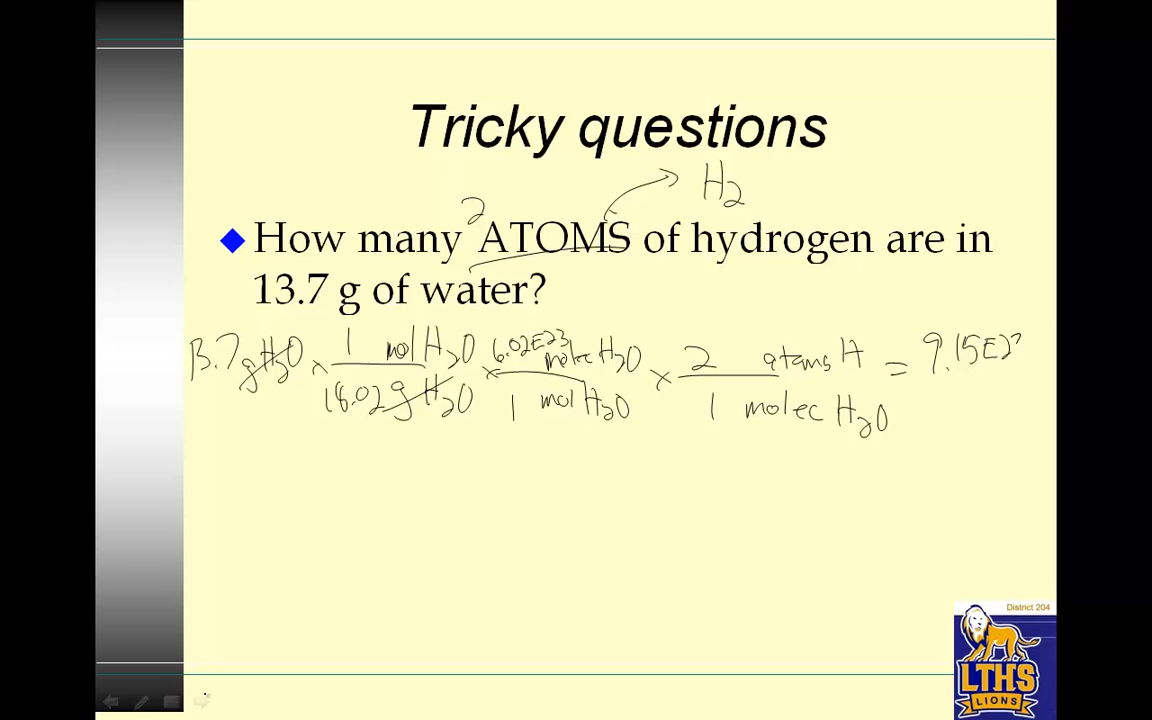 Tricky questions
H2
2
How many ATOMS of hydrogen are in
13.7 g of water?
13.7 g H2O × 1 mol H2O / 18.02 g H2O × 6.02E23 molec H2O / 1 mol H2O × 2 atoms H / 1 molec H2O =
District 204
LTHS
LIONS